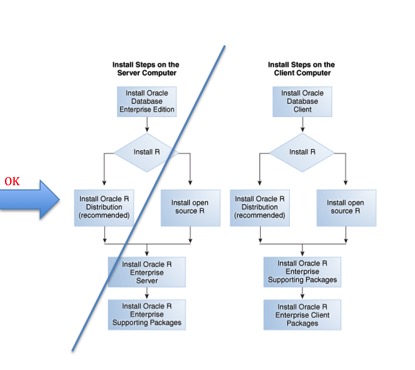 Install Steps on the
Server Computer
Install Oracle
Database
Enterprise Edition
Install R
OK
Install Oracle R
Distribution
(recommended)
Install open
source R
Install Oracle R
Enterprise
Server
Install Oracle R
Enterprise
Supporting Packages
Install Steps on the
Client Computer
Install Oracle
Database
Client
Install R
Install Oracle R
Distribution
(recommended)
Install open
source R
Install Oracle R
Enterprise
Supporting Packages
Install Oracle R
Enterprise Client
Packages